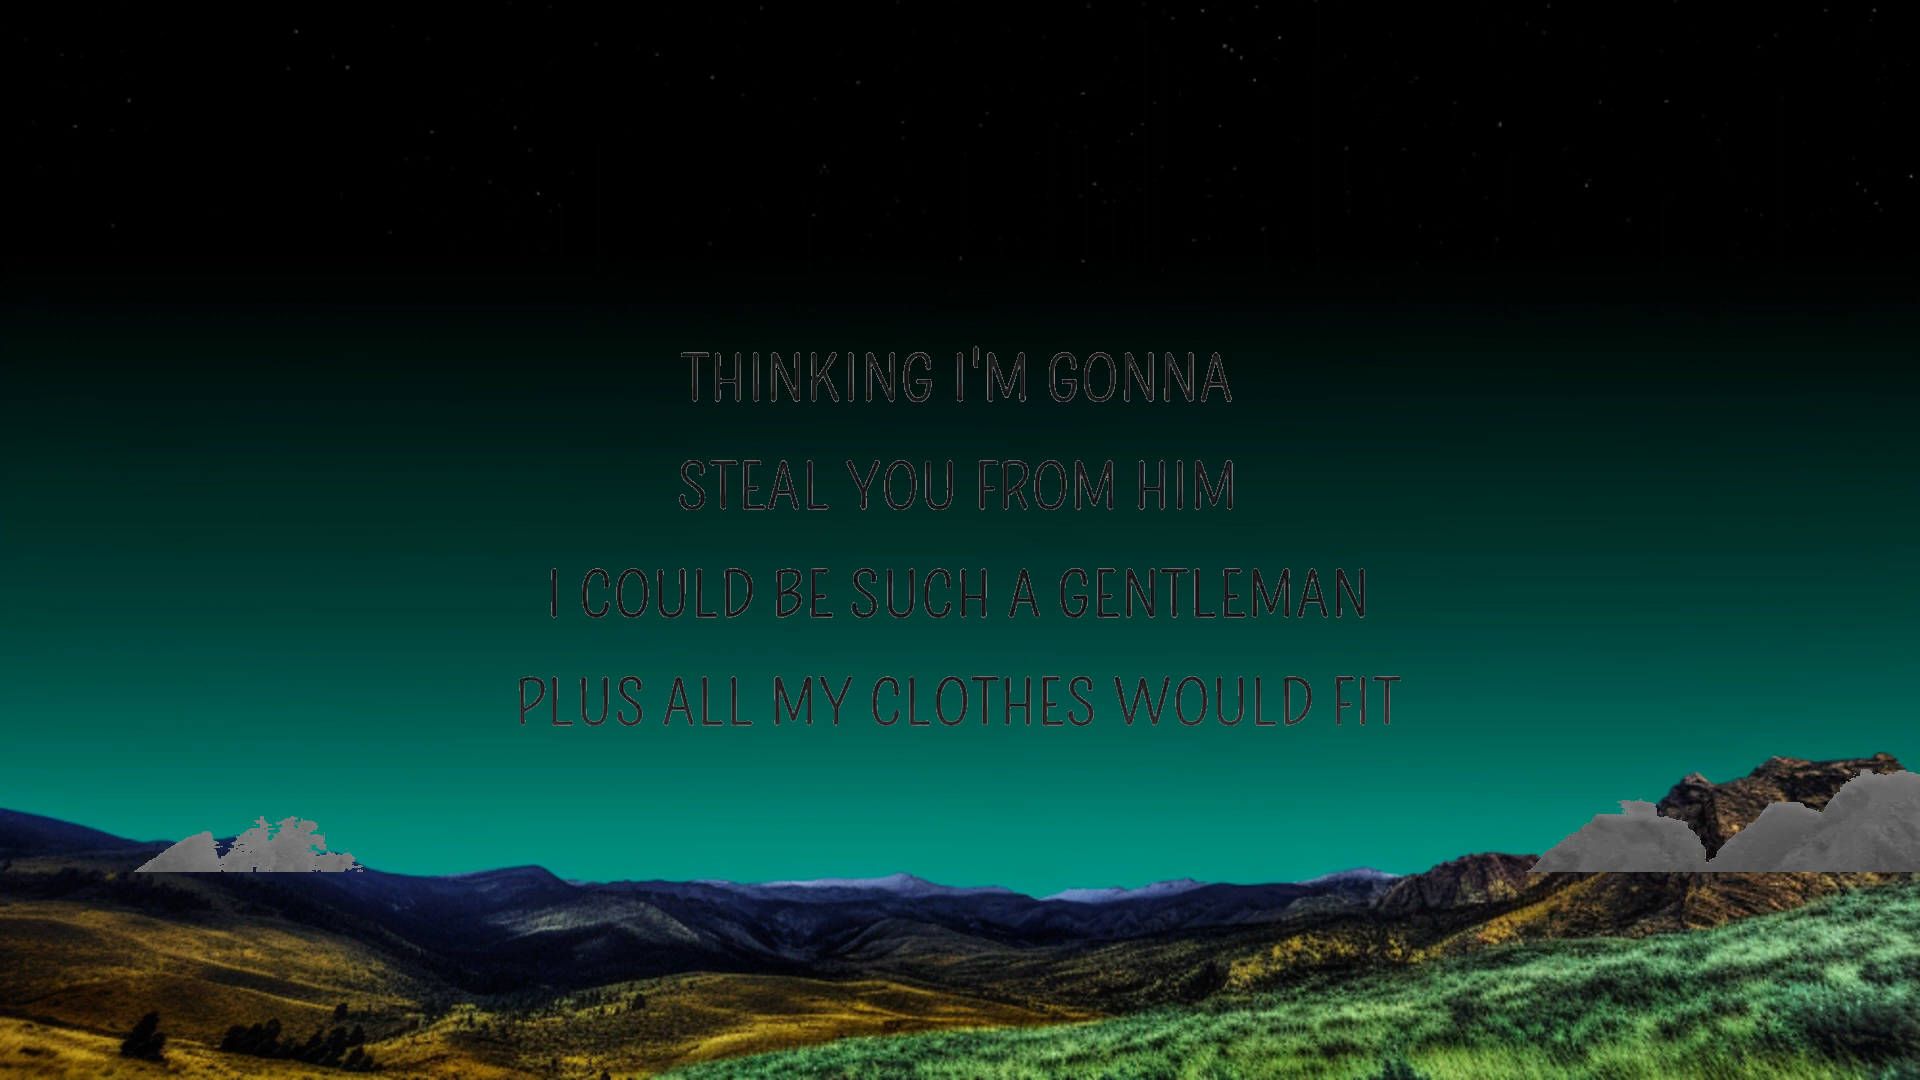 THINKING I'M GONNA
STEAL YOU FROM HIM
I COULD BE SUCH A GENTLEMAN
PLUS ALL MY CLOTHES WOULD FIT